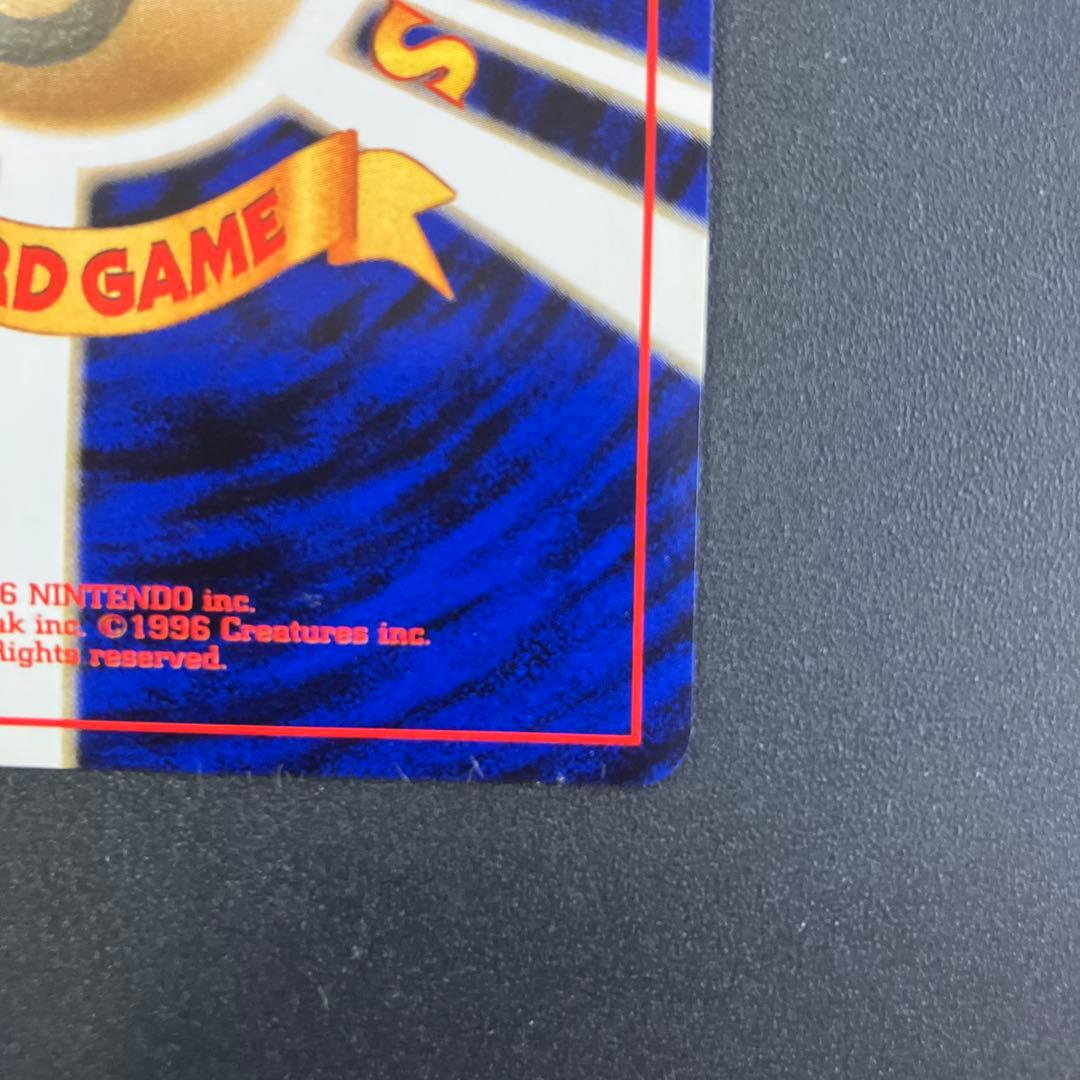 S
RD GAME
6 NINTENDO inc.
ak inc. ©1996 Creatures inc.
Rights reserved.